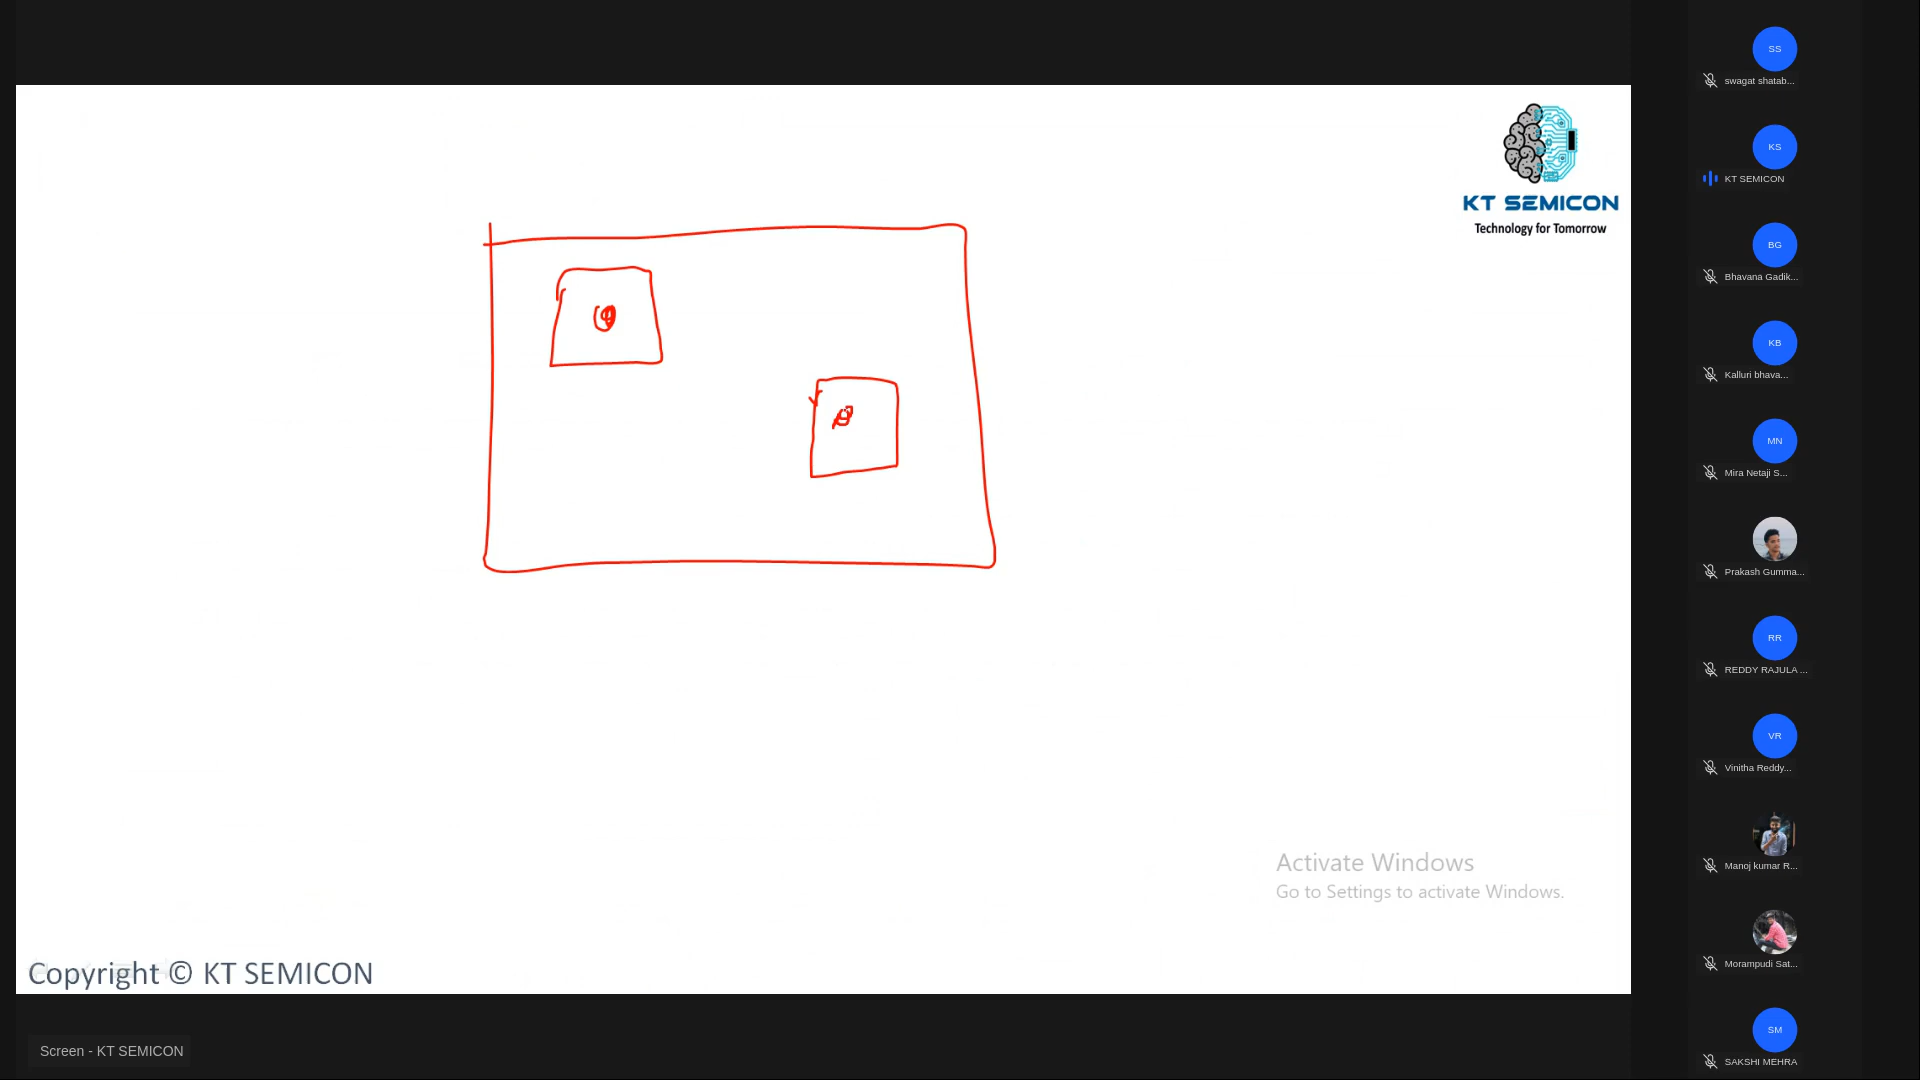 KT SEMICON
Technology for Tomorrow
Activate Windows
Go to Settings to activate Windows.
Copyright © KT SEMICON
Screen - KT SEMICON
SS
swagat shatab...
KS
KT SEMICON
BG
Bhavana Gadik...
KB
Kalluri bhava...
MN
Mira Netaji S...
Prakash Gumma...
RR
REDDY RAJULA ...
VR
Vinitha Reddy...
Manoj kumar R...
Morampudi Sat...
SM
SAKSHI MEHRA